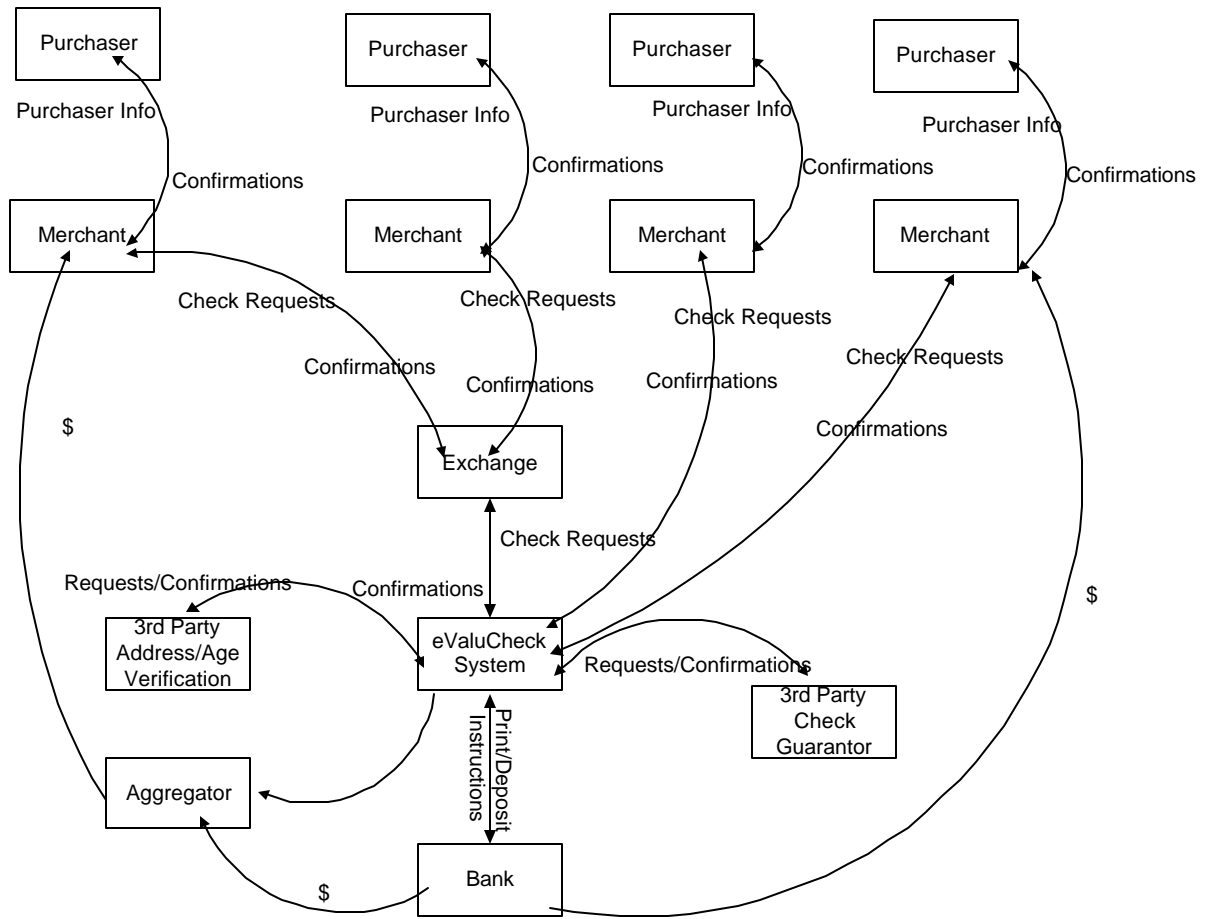 Purchaser
Purchaser
Purchaser
Purchaser
Purchaser Info
Purchaser Info
Purchaser Info
Purchaser Info
Confirmations
Confirmations
Confirmations
Confirmations
Merchant
Merchant
Merchant
Merchant
Check Requests
Check Requests
Check Requests
Check Requests
Confirmations
Confirmations
Confirmations
Confirmations
$
Exchange
Check Requests
Confirmations
Requests/Confirmations
$
3rd Party
Address/Age
Verification
eValuCheck
System
Requests/Confirmations
3rd Party
Check
Guarantor
Print/Deposit
Instructions
Aggregator
Bank
$